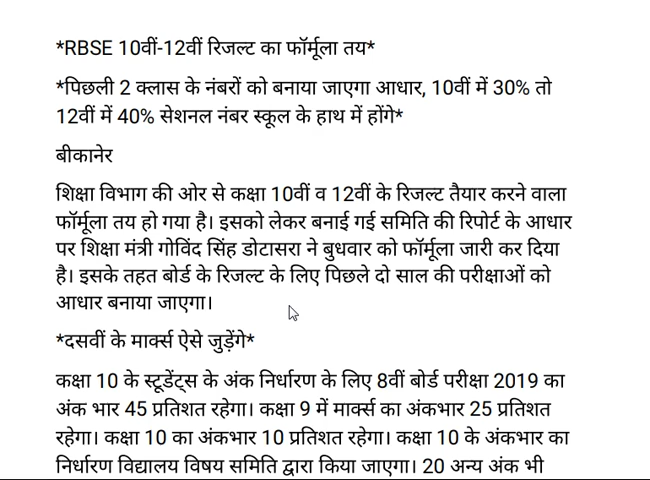 *RBSE 10वीं-12वीं रिजल्ट का फॉर्मूला तय*
*पिछली 2 क्लास के नंबरों को बनाया जाएगा आधार, 10वीं में 30% तो
12वीं में 40% सेशनल नंबर स्कूल के हाथ में होंगे*
बीकानेर
शिक्षा विभाग की ओर से कक्षा 10वीं व 12वीं के रिजल्ट तैयार करने वाला
फॉर्मूला तय हो गया है। इसको लेकर बनाई गई समिति की रिपोर्ट के आधार
पर शिक्षा मंत्री गोविंद सिंह डोटासरा ने बुधवार को फॉर्मूला जारी कर दिया
है। इसके तहत बोर्ड के रिजल्ट के लिए पिछले दो साल की परीक्षाओं को
आधार बनाया जाएगा।
*दसवीं के मार्क्स ऐसे जुड़ेंगे*
कक्षा 10 के स्टूडेंट्स के अंक निर्धारण के लिए 8वीं बोर्ड परीक्षा 2019 का
अंक भार 45 प्रतिशत रहेगा। कक्षा 9 में मार्क्स का अंकभार 25 प्रतिशत
रहेगा। कक्षा 10 का अंकभार 10 प्रतिशत रहेगा। कक्षा 10 के अंकभार का
निर्धारण विद्यालय विषय समिति द्वारा किया जाएगा। 20 अन्य अंक भी